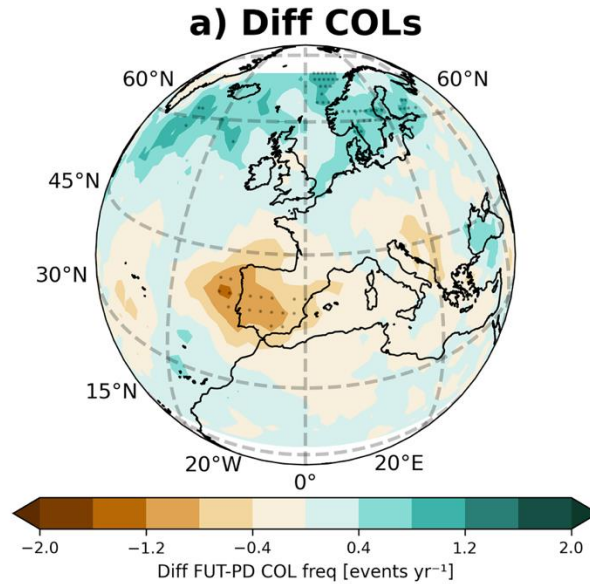 a) Diff COLs
60°N
60°N
45°N
30°N
15°N
20°W
20°E
0°
−2.0 −1.2 −0.4 0.4 1.2 2.0
Diff FUT-PD COL freq [events yr⁻¹]